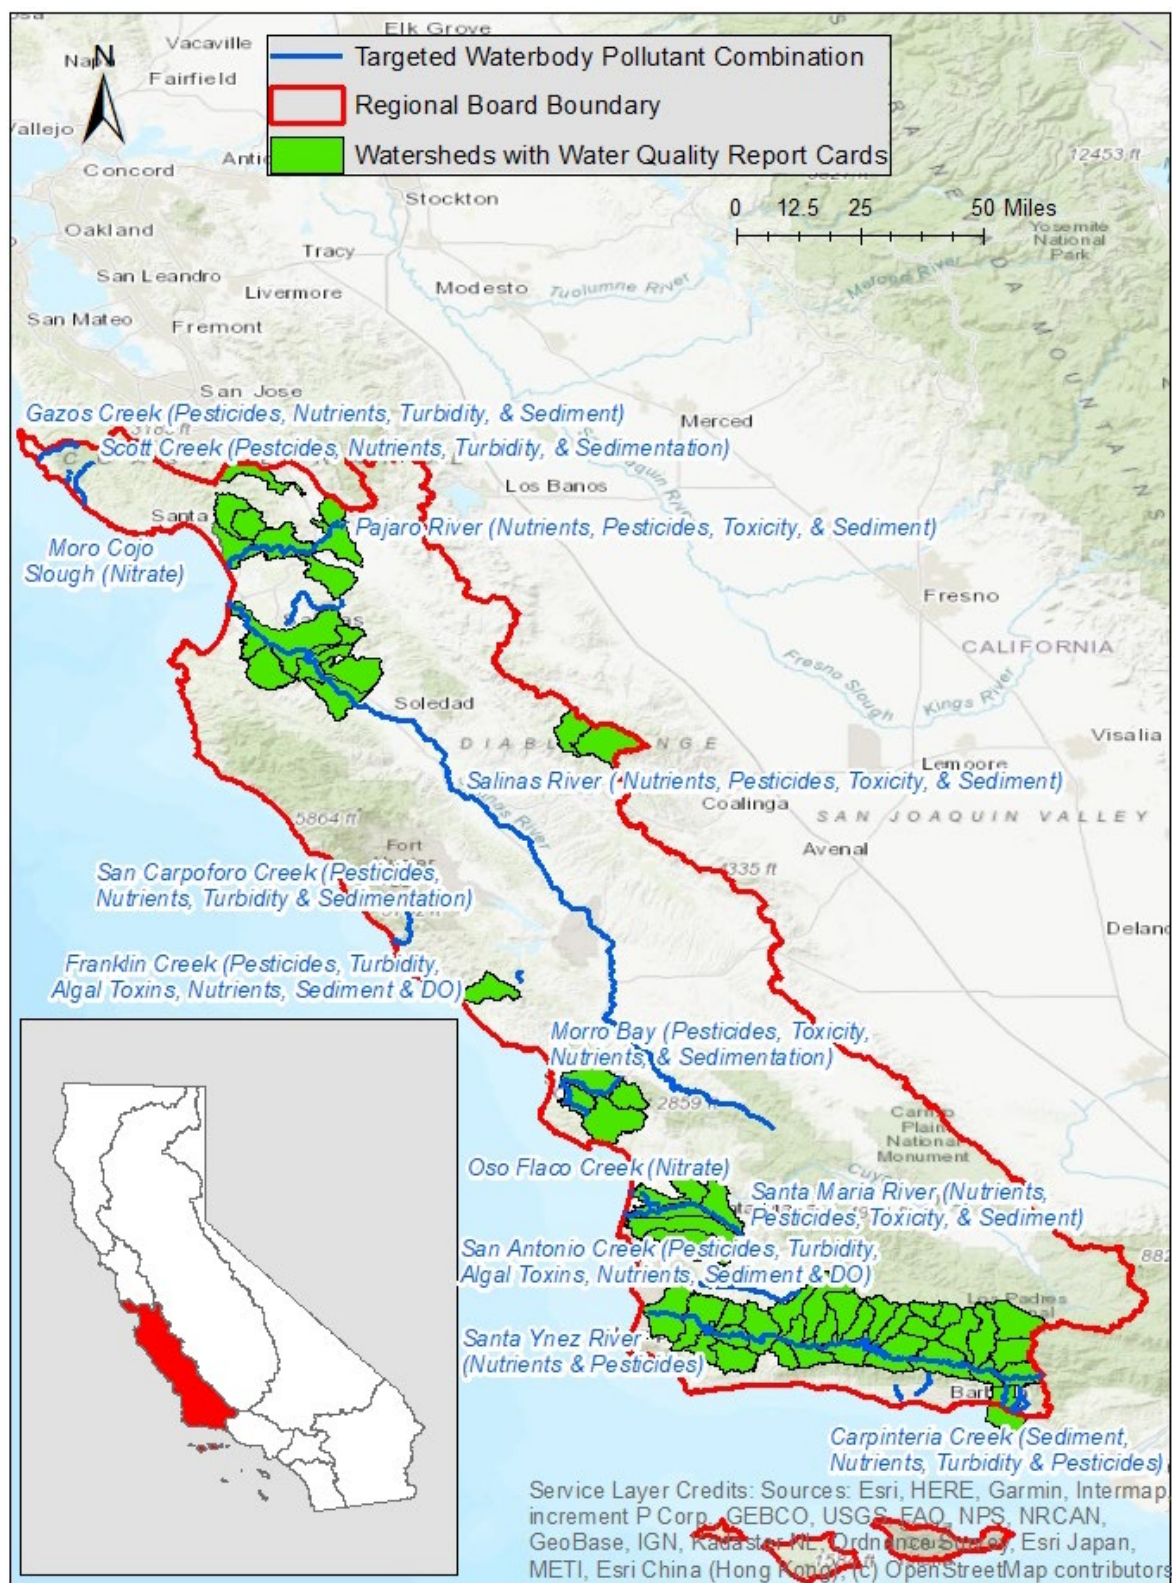 Elk Grove
Vacaville
N
Fairfield
Vallejo
Concord
Targeted Waterbody Pollutant Combination
Regional Board Boundary
Watersheds with Water Quality Report Cards
12453 ft
Stockton
0 12.5 25 50 Miles
Yosemite
National
Park
Oakland
Tracy
San Leandro
Livermore
Modesto
Tuolumne River
Merced River
San Mateo
Fremont
San Jose
Gazos Creek (Pesticides, Nutrients, Turbidity, & Sediment)
Merced
MOUNTAINS
Scott Creek (Pestcides, Nutrients, Turbidity, & Sedimentation)
Los Banos
Santa
Pajaro River (Nutrients, Pesticides, Toxicity, & Sediment)
Moro Cojo
Slough (Nitrate)
Fresno
CALIFORNIA
Fresno Slough
Kings River
Soledad
Visalia
Lemoore
Salinas River ( Nutrients, Pesticides, Toxicity, & Sediment)
Coalinga
SAN JOAQUIN VALLEY
5864 ft
Avenal
Fort
4335 ft
San Carpoforo Creek (Pesticides,
Nutrients, Turbidity & Sedimentation)
Franklin Creek (Pesticides, Turbidity,
Algal Toxins, Nutrients, Sediment & DO)
Morro Bay (Pesticides, Toxicity,
Nutrients, & Sedimentation)
2859 ft
Carrizo
Plain
National
Monument
Oso Flaco Creek (Nitrate)
Santa Maria River (Nutrients,
Pesticides, Toxicity, & Sediment)
San Antonio Creek (Pesticides, Turbidity,
Algal Toxins, Nutrients, Sediment & DO)
Los Padres
Santa Ynez River
(Nutrients & Pesticides)
Carpinteria Creek (Sediment,
Nutrients, Turbidity & Pesticides)
Service Layer Credits: Sources: Esri, HERE, Garmin, Intermap,
increment P Corp., GEBCO, USGS, FAO, NPS, NRCAN,
GeoBase, IGN, Kadaster NL, Ordnance Survey, Esri Japan,
METI, Esri China (Hong Kong), (c) OpenStreetMap contributors